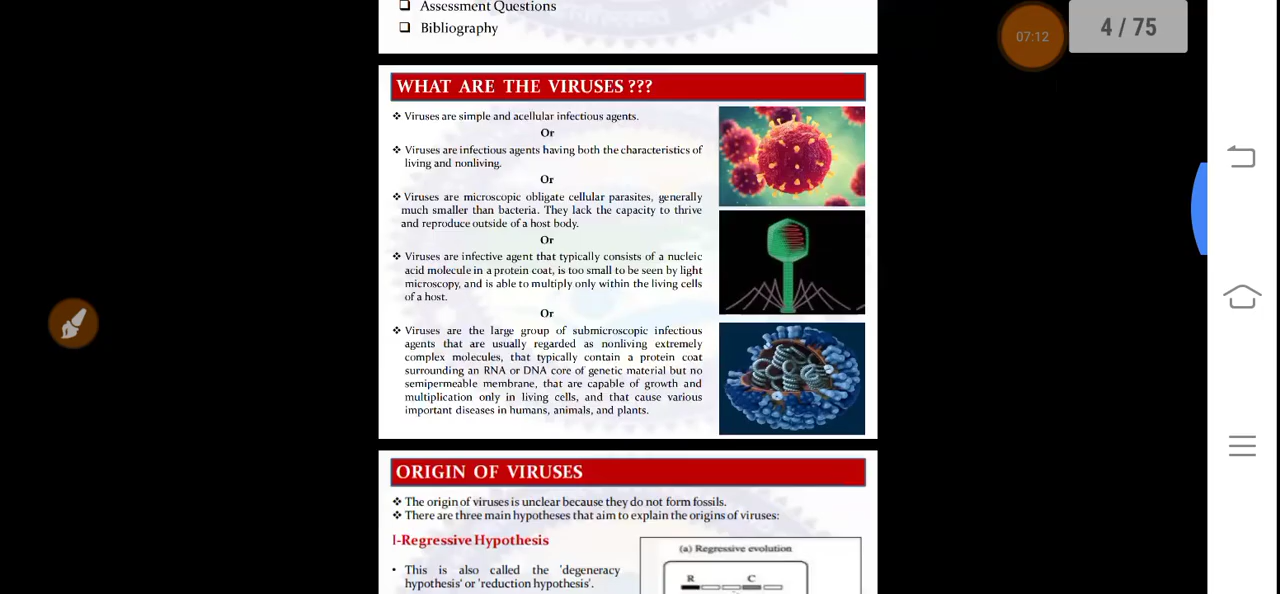 ❑ Assessment Questions
❑ Bibliography
07:12
4 / 75
WHAT ARE THE VIRUSES ???
❖ Viruses are simple and acellular infectious agents.
Or
❖ Viruses are infectious agents having both the characteristics of
living and nonliving.
Or
❖ Viruses are microscopic obligate cellular parasites, generally
much smaller than bacteria. They lack the capacity to thrive
and reproduce outside of a host body.
Or
❖ Viruses are infective agent that typically consists of a nucleic
acid molecule in a protein coat, is too small to be seen by light
microscopy, and is able to multiply only within the living cells
of a host.
Or
❖ Viruses are the large group of submicroscopic infectious
agents that are usually regarded as nonliving extremely
complex molecules, that typically contain a protein coat
surrounding an RNA or DNA core of genetic material but no
semipermeable membrane, that are capable of growth and
multiplication only in living cells, and that cause various
important diseases in humans, animals, and plants.
ORIGIN OF VIRUSES
❖ The origin of viruses is unclear because they do not form fossils.
❖ There are three main hypotheses that aim to explain the origins of viruses:
I-Regressive Hypothesis
• This is also called the 'degeneracy
hypothesis' or 'reduction hypothesis'.
(a) Regressive evolution
R C